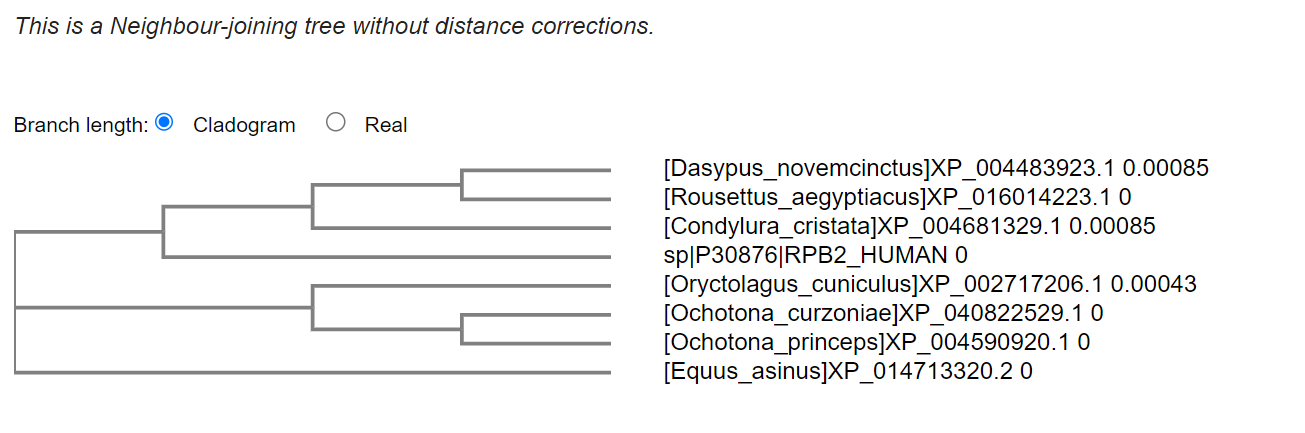 This is a Neighbour-joining tree without distance corrections.
Branch length: Cladogram Real
[Dasypus_novemcinctus]XP_004483923.1 0.00085
[Rousettus_aegyptiacus]XP_016014223.1 0
[Condylura_cristata]XP_004681329.1 0.00085
sp|P30876|RPB2_HUMAN 0
[Oryctolagus_cuniculus]XP_002717206.1 0.00043
[Ochotona_curzoniae]XP_040822529.1 0
[Ochotona_princeps]XP_004590920.1 0
[Equus_asinus]XP_014713320.2 0